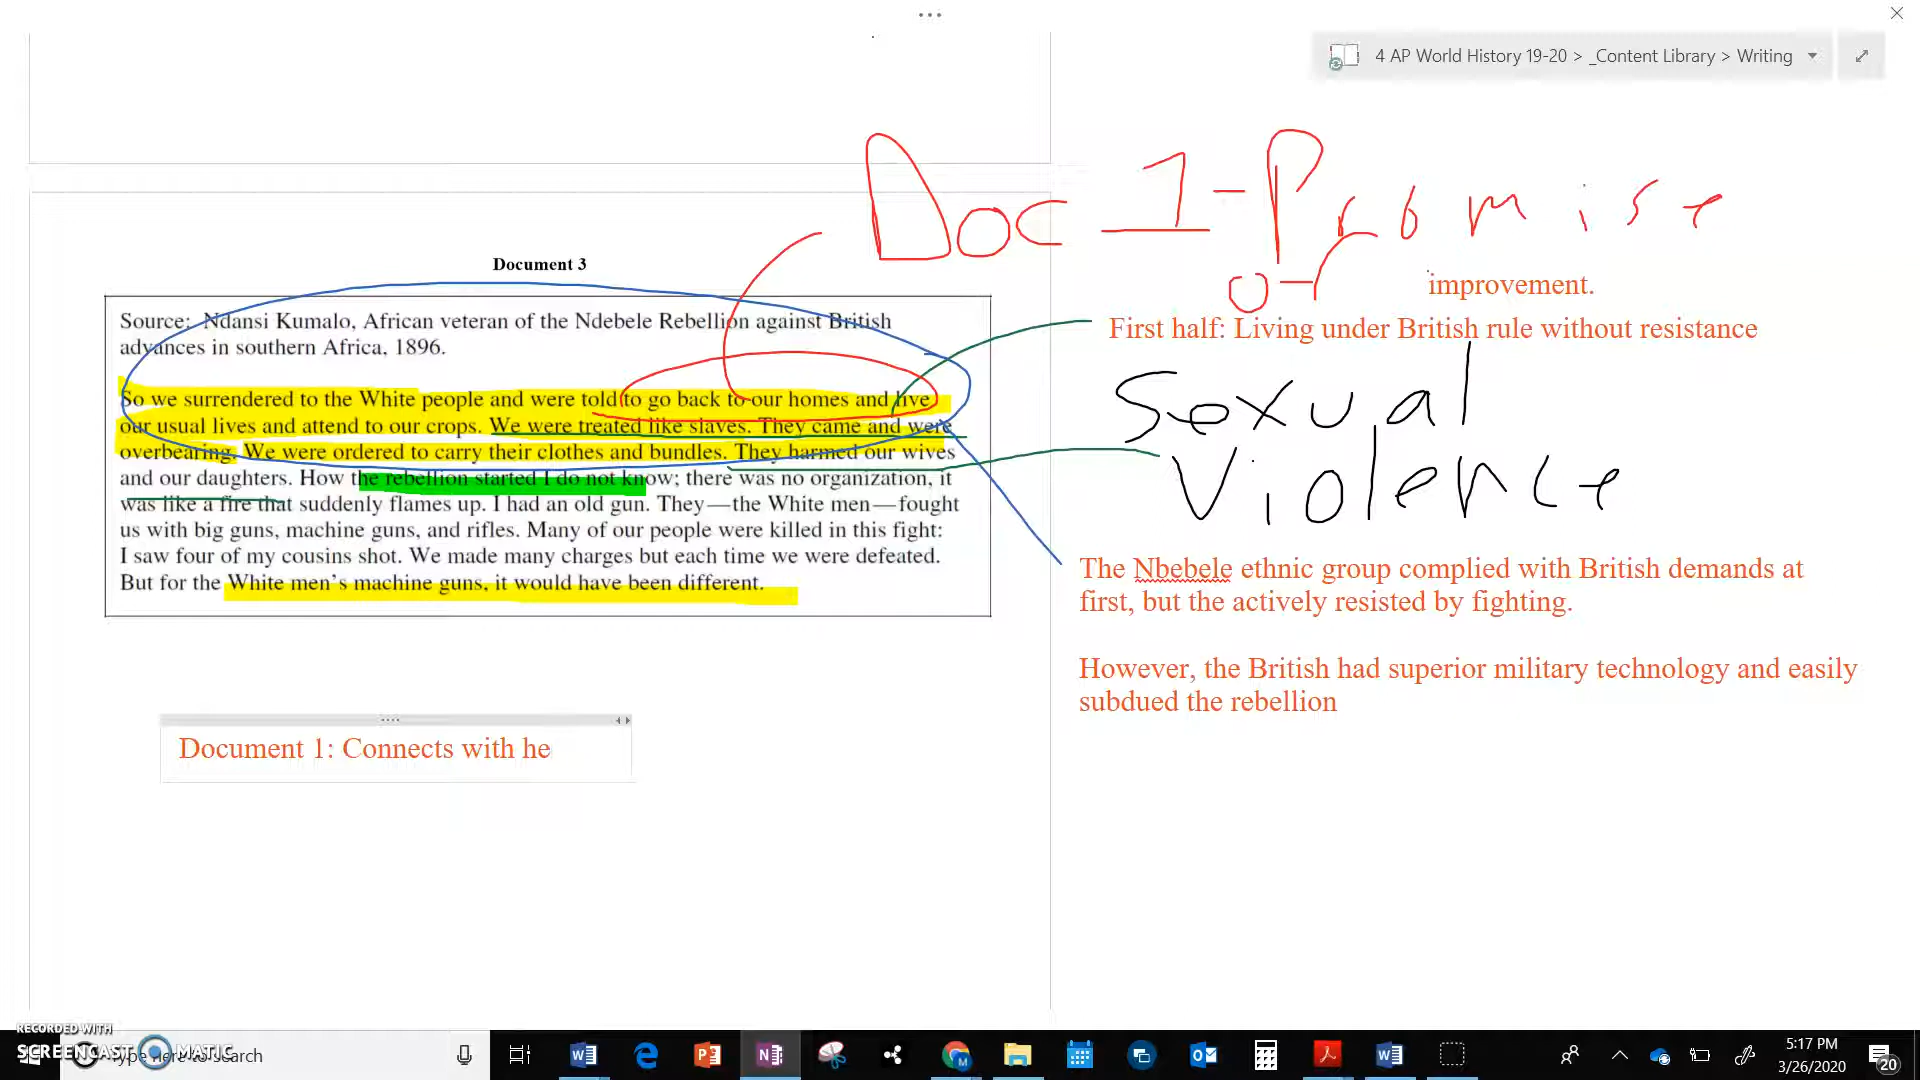 4 AP World History 19-20 > _Content Library > Writing
Doc 1 - Promise
or
improvement.
Document 3
Source: Ndansi Kumalo, African veteran of the Ndebele Rebellion against British
advances in southern Africa, 1896.
So we surrendered to the White people and were told to go back to our homes and live
our usual lives and attend to our crops. We were treated like slaves. They came and were
overbearing. We were ordered to carry their clothes and bundles. They harmed our wives
and our daughters. How the rebellion started I do not know; there was no organization, it
was like a fire that suddenly flames up. I had an old gun. They—the White men—fought
us with big guns, machine guns, and rifles. Many of our people were killed in this fight:
I saw four of my cousins shot. We made many charges but each time we were defeated.
But for the White men's machine guns, it would have been different.
First half: Living under British rule without resistance
Sexual
Violence
The Nbebele ethnic group complied with British demands at
first, but the actively resisted by fighting.
However, the British had superior military technology and easily
subdued the rebellion
Document 1: Connects with he
RECORDED WITH
SCREENCAST MATIC
Type here to search
5:17 PM
3/26/2020
20